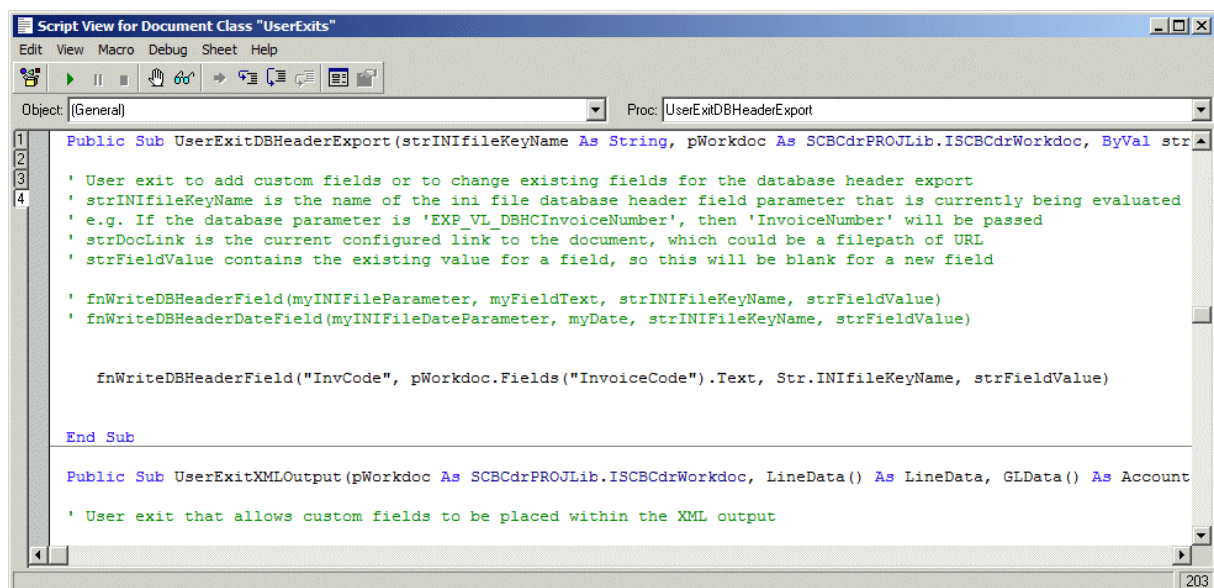 Script View for Document Class "UserExits"
Edit View Macro Debug Sheet Help
Object: (General) Proc: UserExitDBHeaderExport
1
2
3
4
Public Sub UserExitDBHeaderExport(strINIfileKeyName As String, pWorkdoc As SCBCdrPROJLib.ISCBCdrWorkdoc, ByVal str
' User exit to add custom fields or to change existing fields for the database header export
' strINIfileKeyName is the name of the ini file database header field parameter that is currently being evaluated
' e.g. If the database parameter is 'EXP_VL_DBHCInvoiceNumber', then 'InvoiceNumber' will be passed
' strDocLink is the current configured link to the document, which could be a filepath of URL
' strFieldValue contains the existing value for a field, so this will be blank for a new field
' fnWriteDBHeaderField(myINIFileParameter, myFieldText, strINIFileKeyName, strFieldValue)
' fnWriteDBHeaderDateField(myINIFileDateParameter, myDate, strINIFileKeyName, strFieldValue)
fnWriteDBHeaderField("InvCode", pWorkdoc.Fields("InvoiceCode").Text, Str.INIfileKeyName, strFieldValue)
End Sub
Public Sub UserExitXMLOutput(pWorkdoc As SCBCdrPROJLib.ISCBCdrWorkdoc, LineData() As LineData, GLData() As Account
' User exit that allows custom fields to be placed within the XML output
203